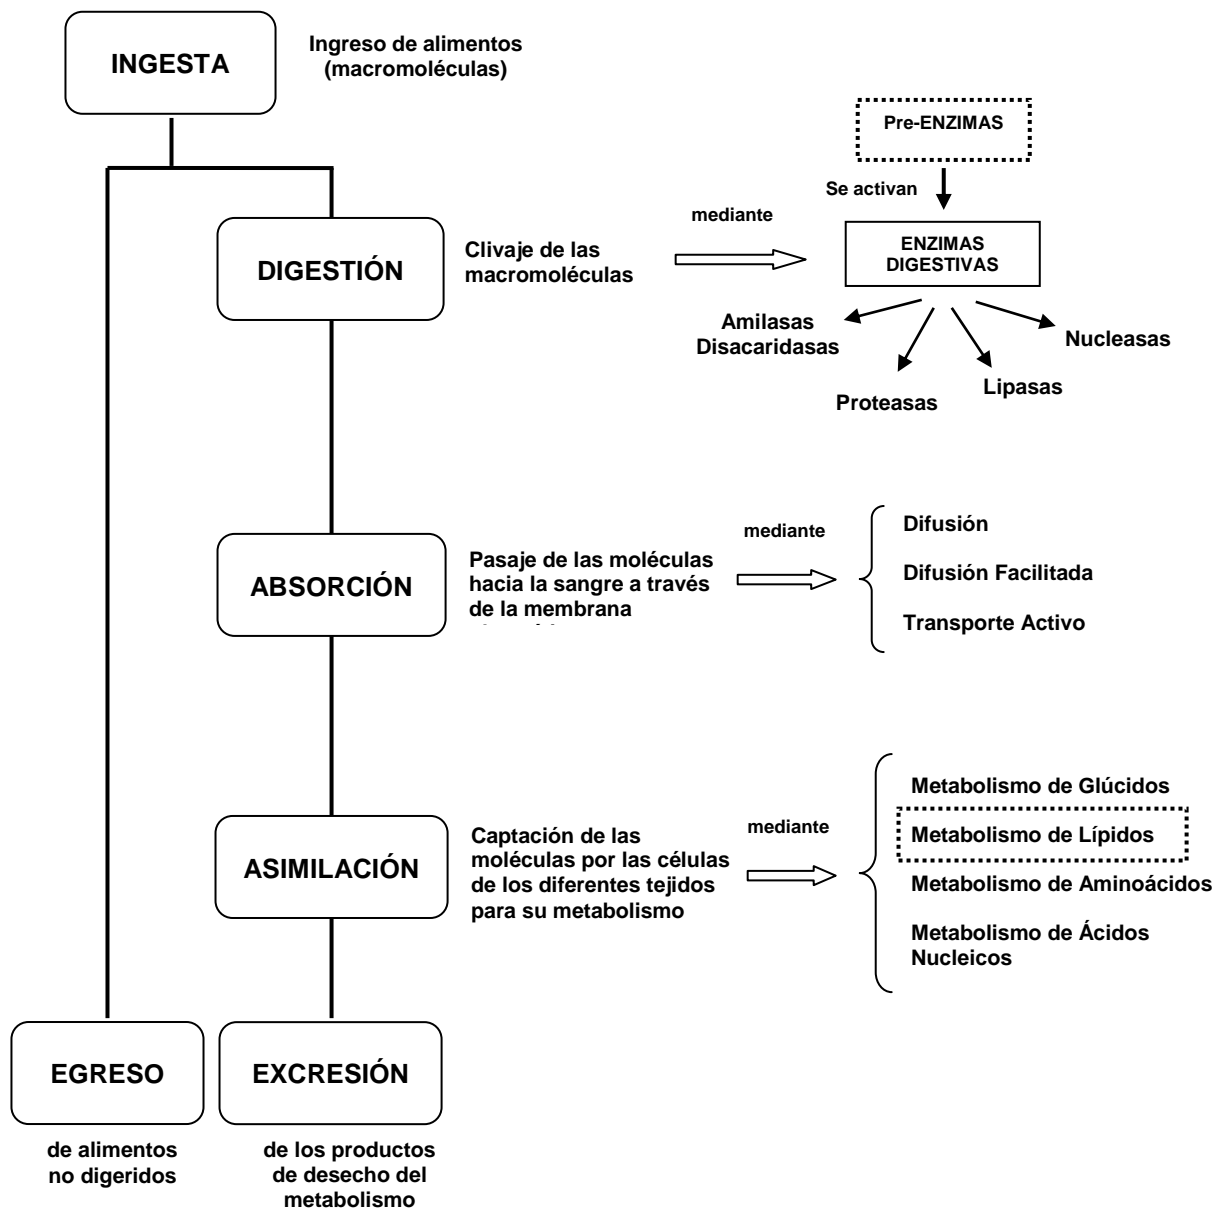 INGESTA
Ingreso de alimentos
(macromoléculas)
Pre-ENZIMAS
Se activan
mediante
DIGESTIÓN
Clivaje de las
macromoléculas
ENZIMAS
DIGESTIVAS
Amilasas
Disacaridasas
Proteasas
Lipasas
Nucleasas
ABSORCIÓN
Pasaje de las moléculas
hacia la sangre a través
de la membrana
mediante
Difusión
Difusión Facilitada
Transporte Activo
ASIMILACIÓN
Captación de las
moléculas por las células
de los diferentes tejidos
para su metabolismo
mediante
Metabolismo de Glúcidos
Metabolismo de Lípidos
Metabolismo de Aminoácidos
Metabolismo de Ácidos
Nucleicos
EGRESO
de alimentos
no digeridos
EXCRESIÓN
de los productos
de desecho del
metabolismo